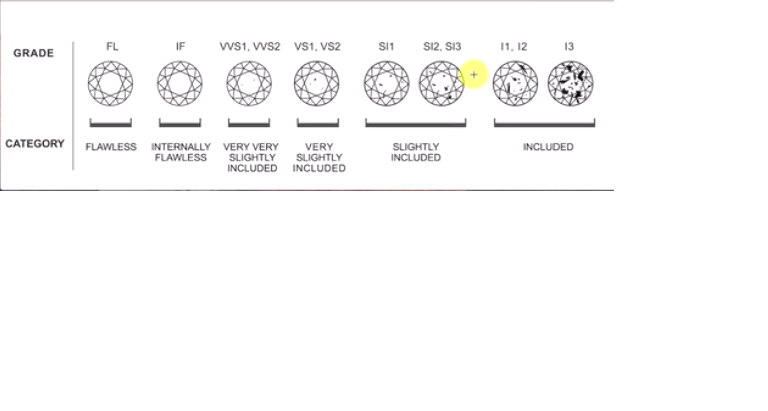 GRADE FL IF VVS1, VVS2 VS1, VS2 SI1 SI2, SI3 I1, I2 I3
CATEGORY FLAWLESS INTERNALLY FLAWLESS VERY VERY SLIGHTLY INCLUDED VERY SLIGHTLY INCLUDED SLIGHTLY INCLUDED INCLUDED